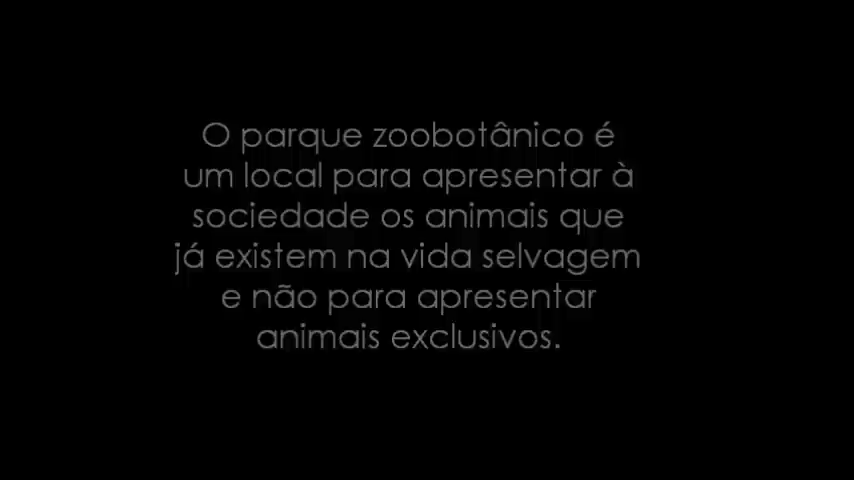 O parque zoobotânico é
um local para apresentar à
sociedade os animais que
já existem na vida selvagem
e não para apresentar
animais exclusivos.